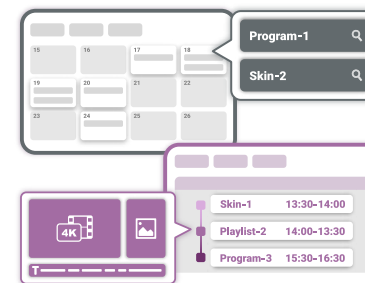 Program-1
Skin-2
15 16 17 18
19 20 21 22
23 24 25 26
Skin-1 13:30-14:00
Playlist-2 14:00-13:30
Program-3 15:30-16:30
4K
T